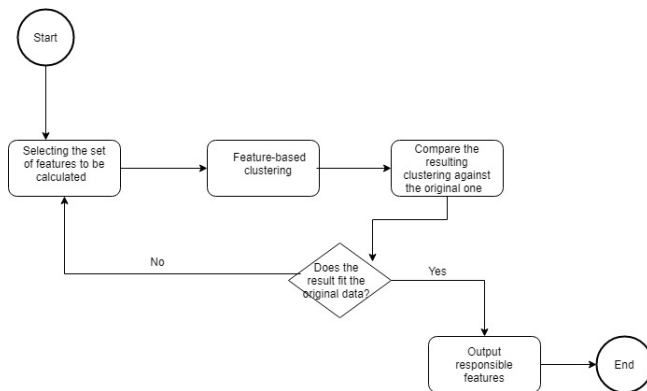 Start
Selecting the set
of features to be
calculated
Feature-based
clustering
Compare the
resulting
clustering against
the original one
Does the
result fit the
original data?
No
Yes
Output
responsible
features
End